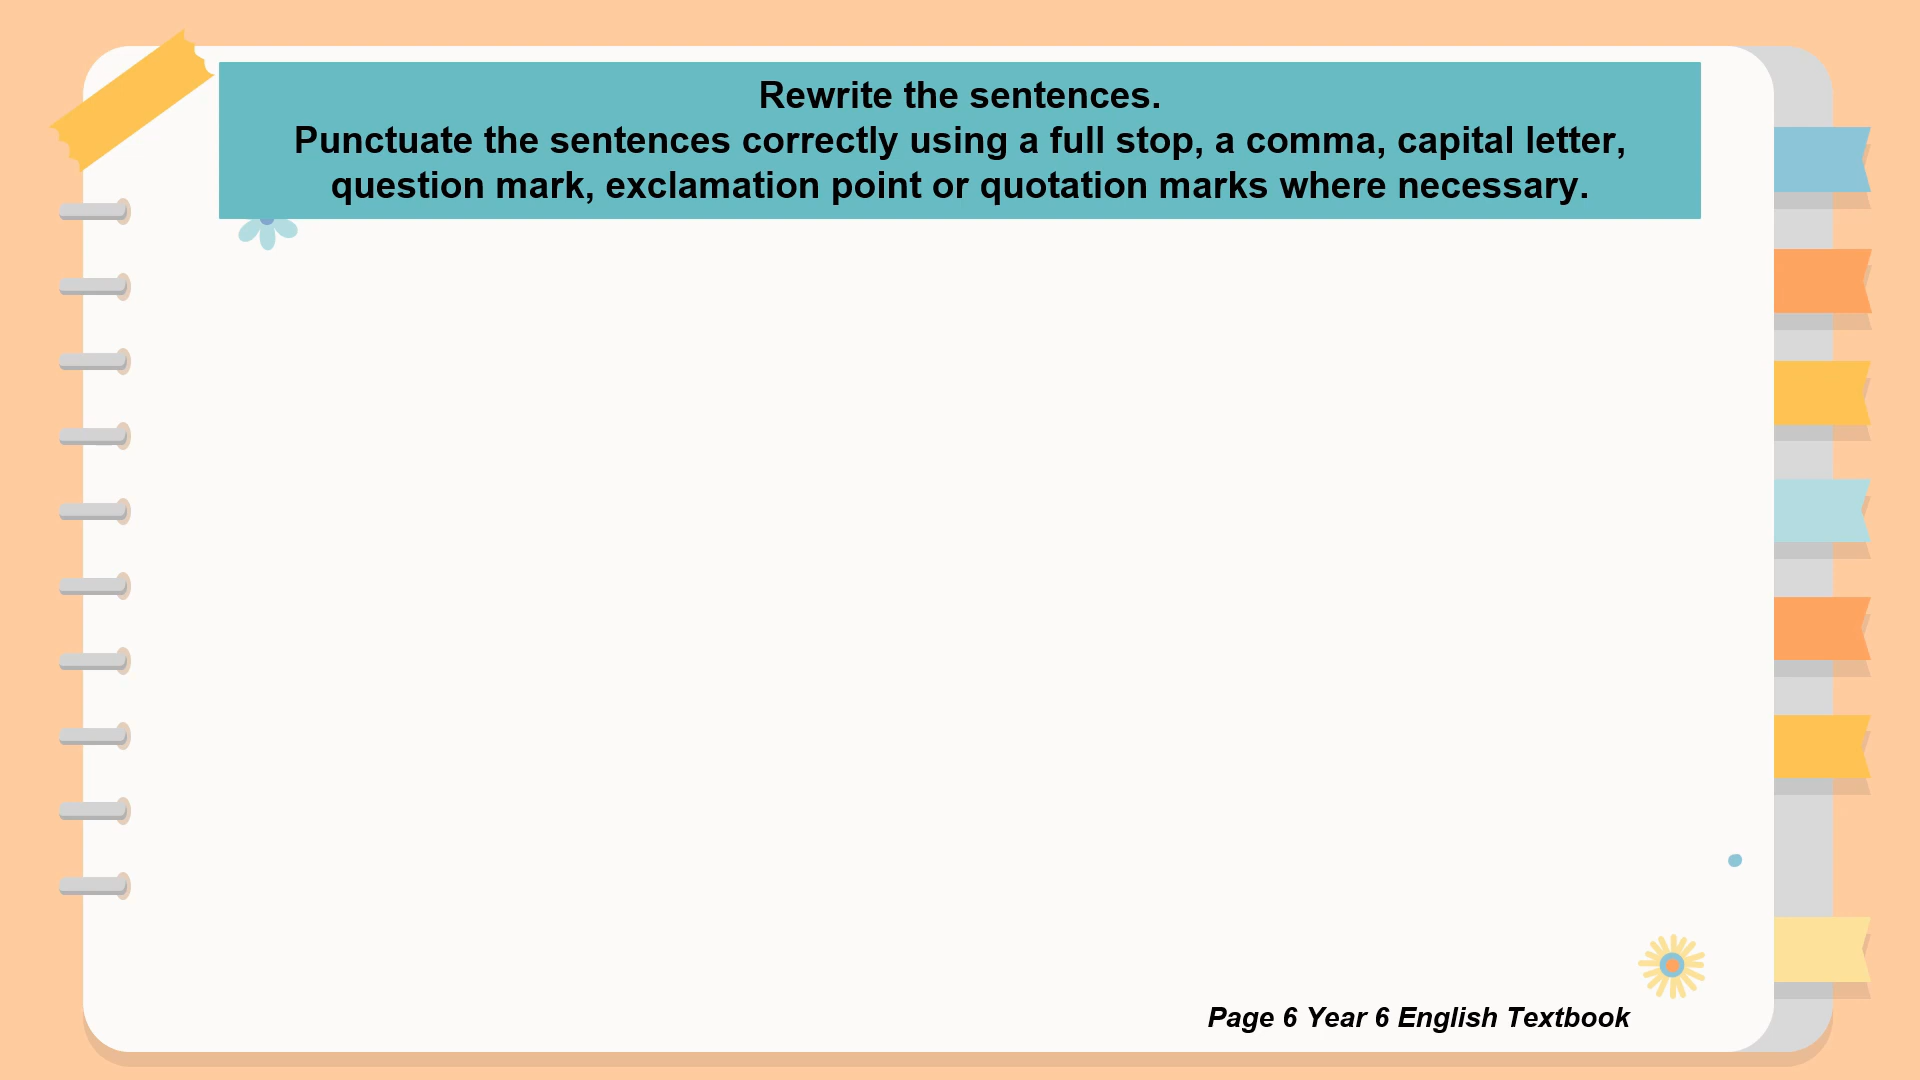 Rewrite the sentences.
Punctuate the sentences correctly using a full stop, a comma, capital letter,
question mark, exclamation point or quotation marks where necessary.
Page 6 Year 6 English Textbook